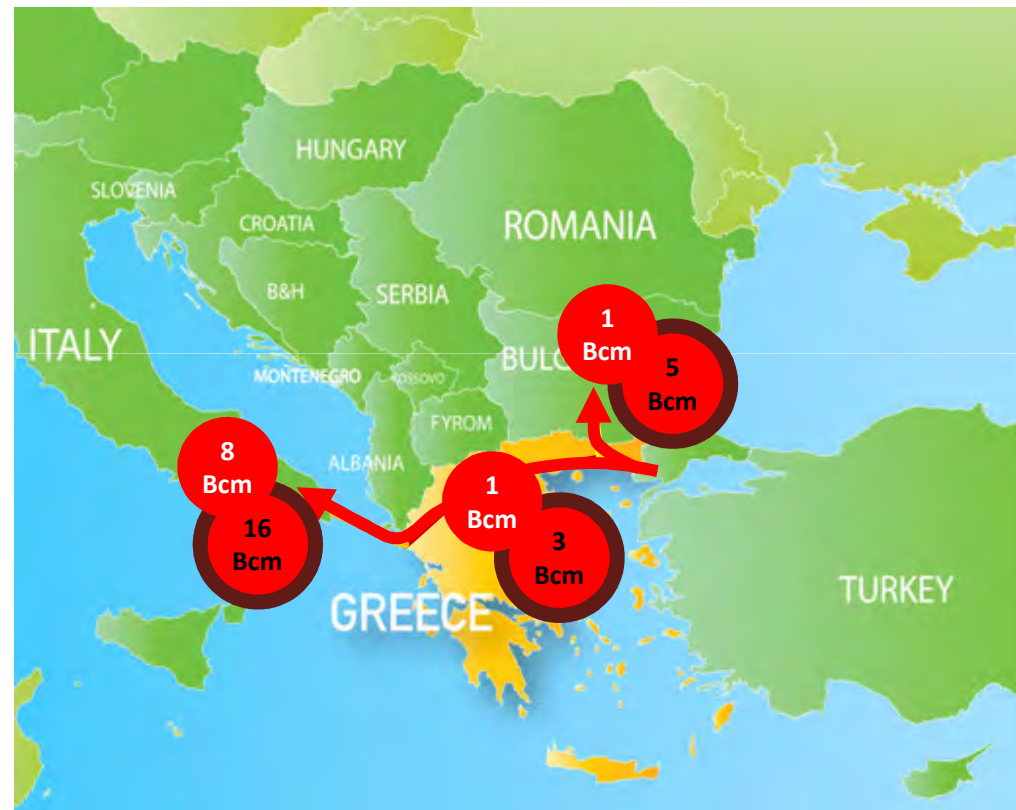 HUNGARY
SLOVENIA
CROATIA
ROMANIA
B&H
SERBIA
1
Bcm
ITALY
BULG
5
Bcm
MONTENEGRO
KOSSOVO
FYROM
8
Bcm
ALBANIA
1
Bcm
16
Bcm
3
Bcm
TURKEY
GREECE